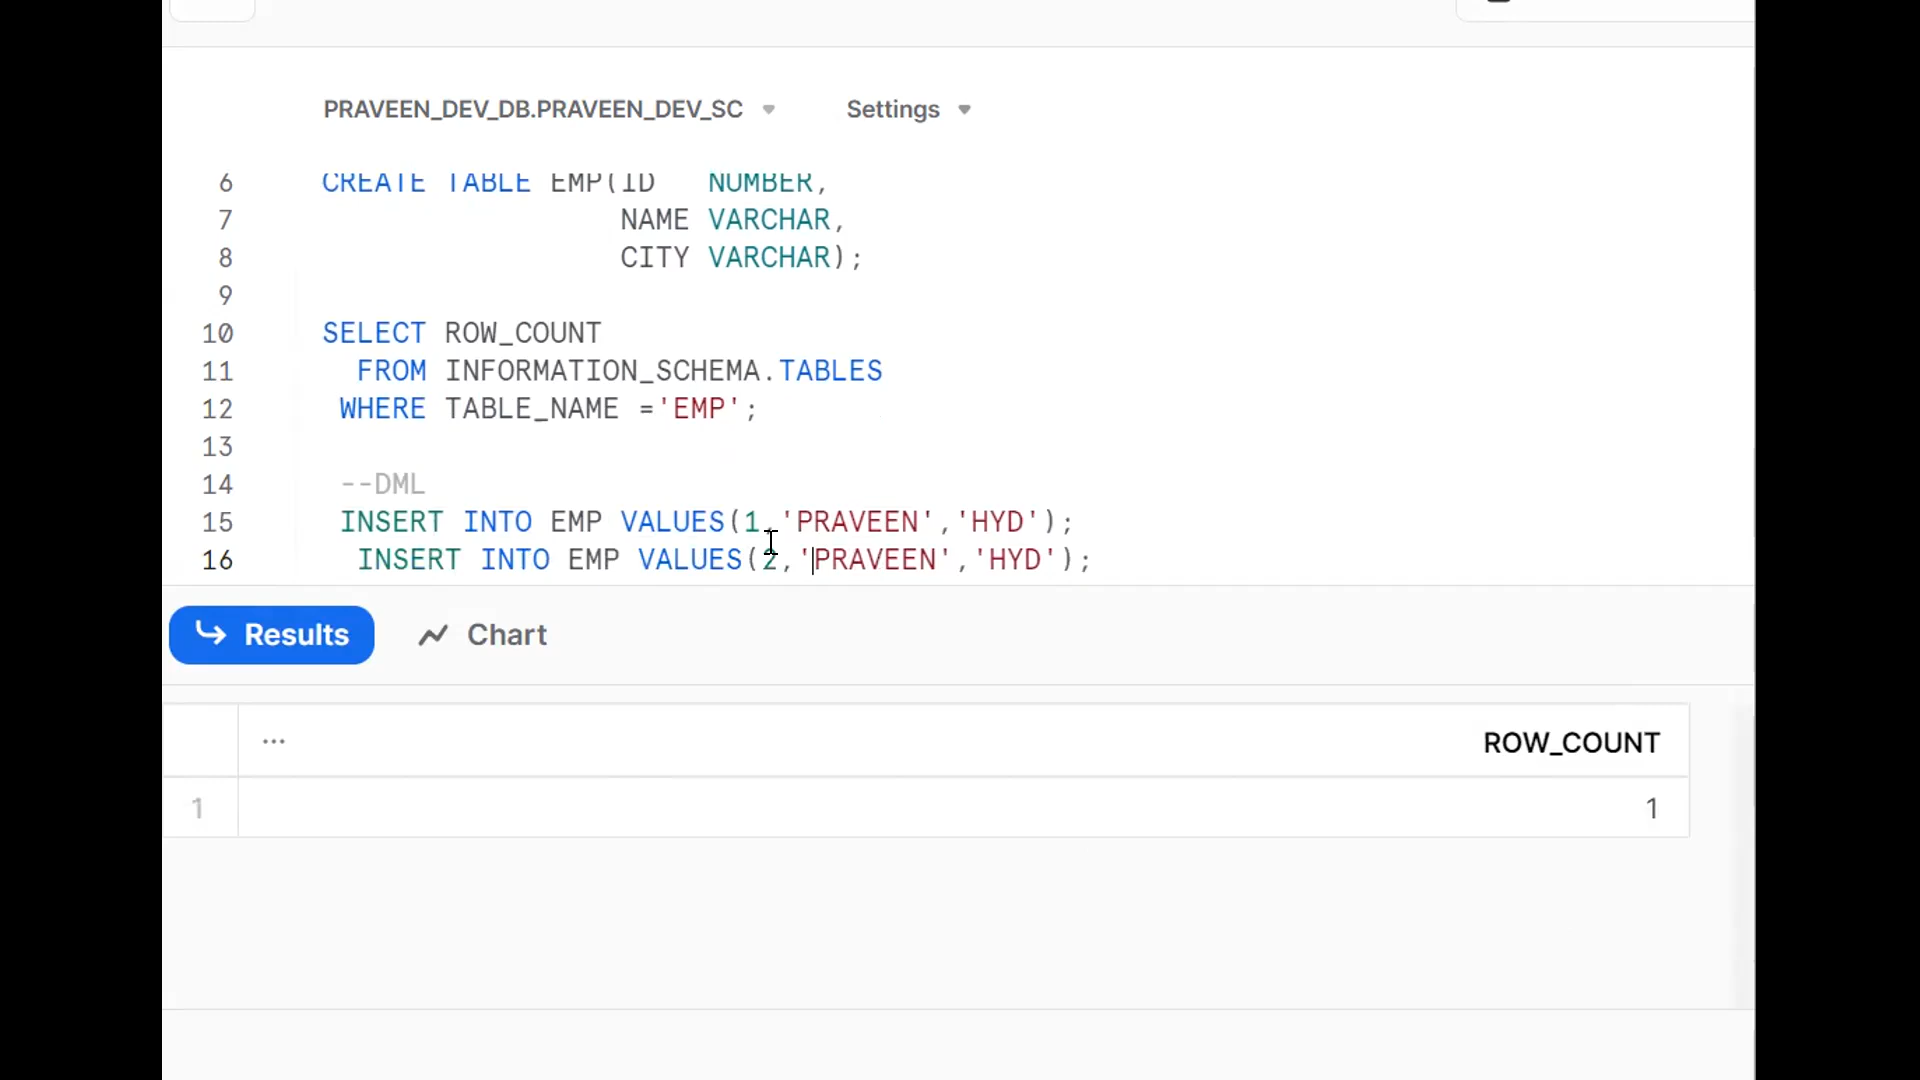 PRAVEEN_DEV_DB.PRAVEEN_DEV_SC Settings
6 CREATE TABLE EMP(ID NUMBER,
7 NAME VARCHAR,
8 CITY VARCHAR);
9
10 SELECT ROW_COUNT
11 FROM INFORMATION_SCHEMA.TABLES
12 WHERE TABLE_NAME ='EMP';
13
14 --DML
15 INSERT INTO EMP VALUES(1,'PRAVEEN','HYD');
16 INSERT INTO EMP VALUES(2,'PRAVEEN','HYD');
Results Chart
... ROW_COUNT
1 1